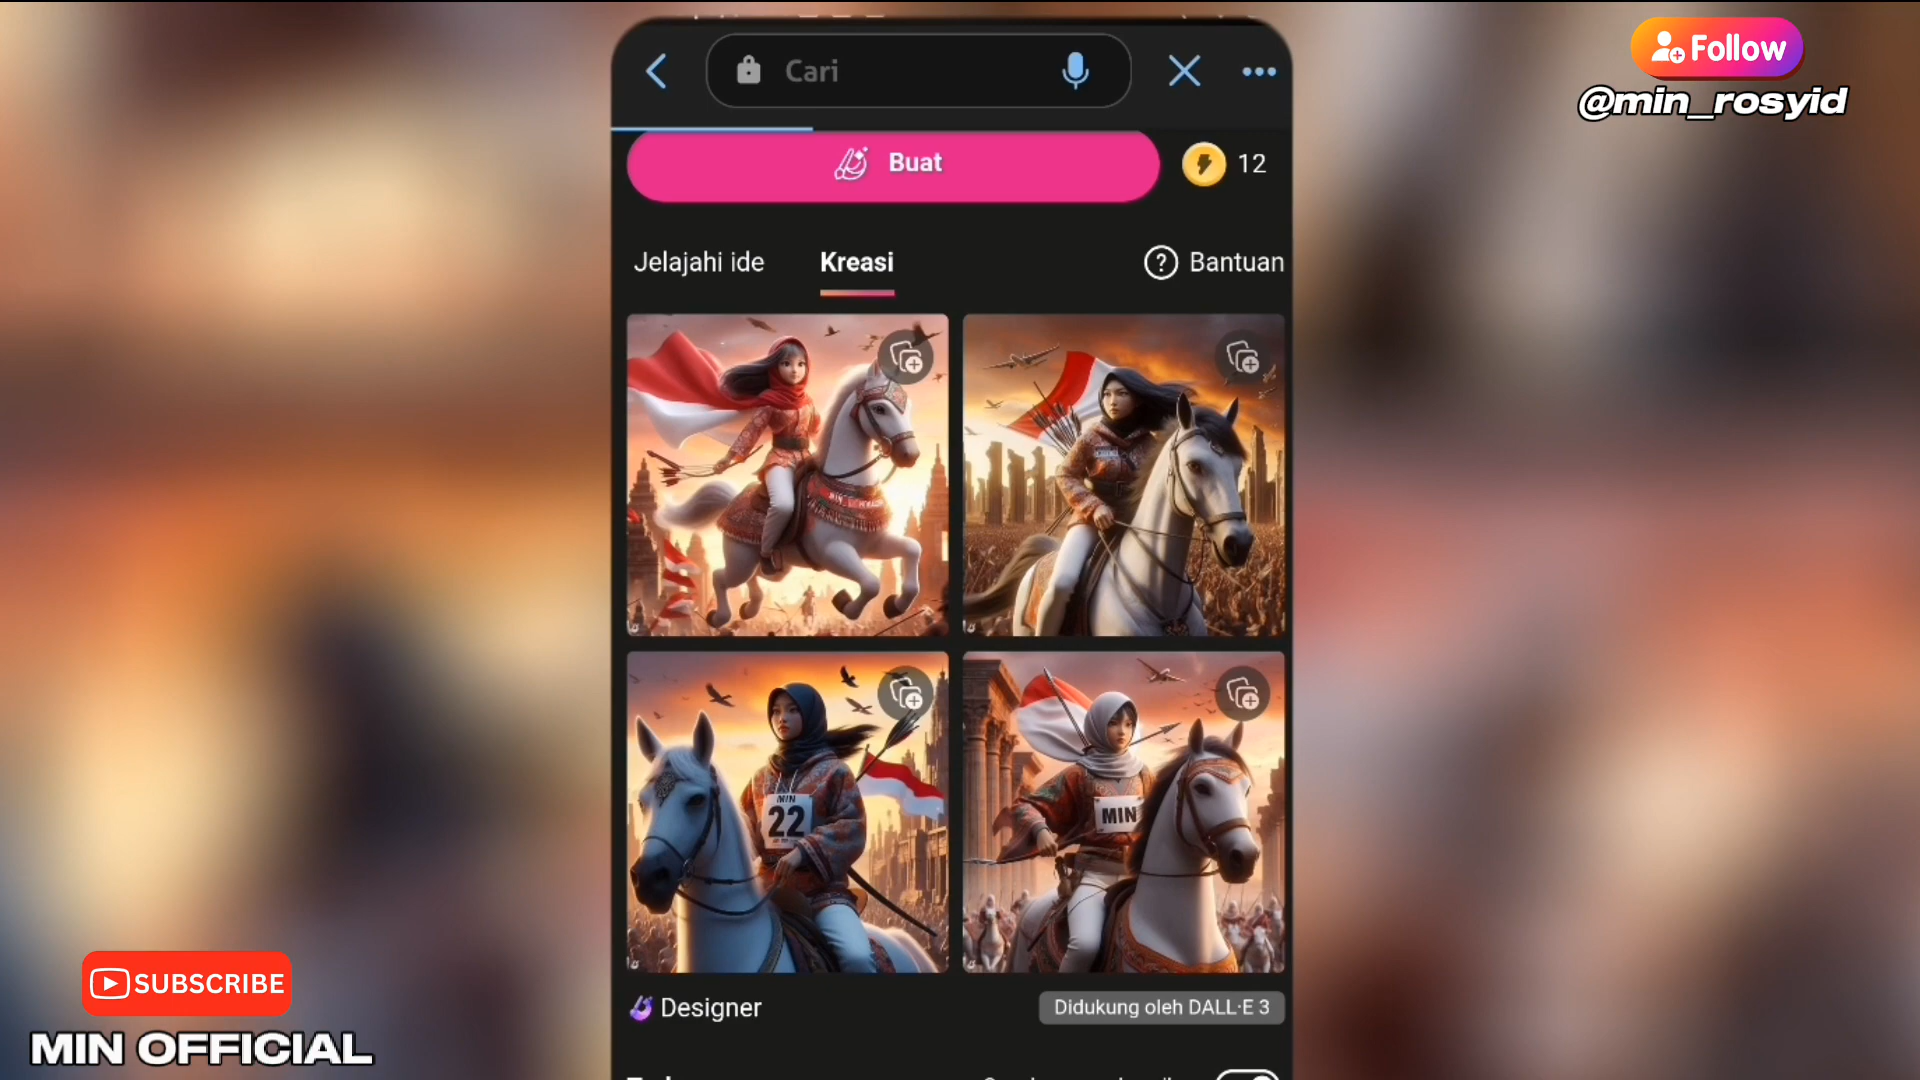 Cari
Follow
@min_rosyid
Buat
12
Jelajahi ide
Kreasi
Bantuan
MIN
22
MIN
Designer
Didukung oleh DALL·E 3
SUBSCRIBE
MIN OFFICIAL